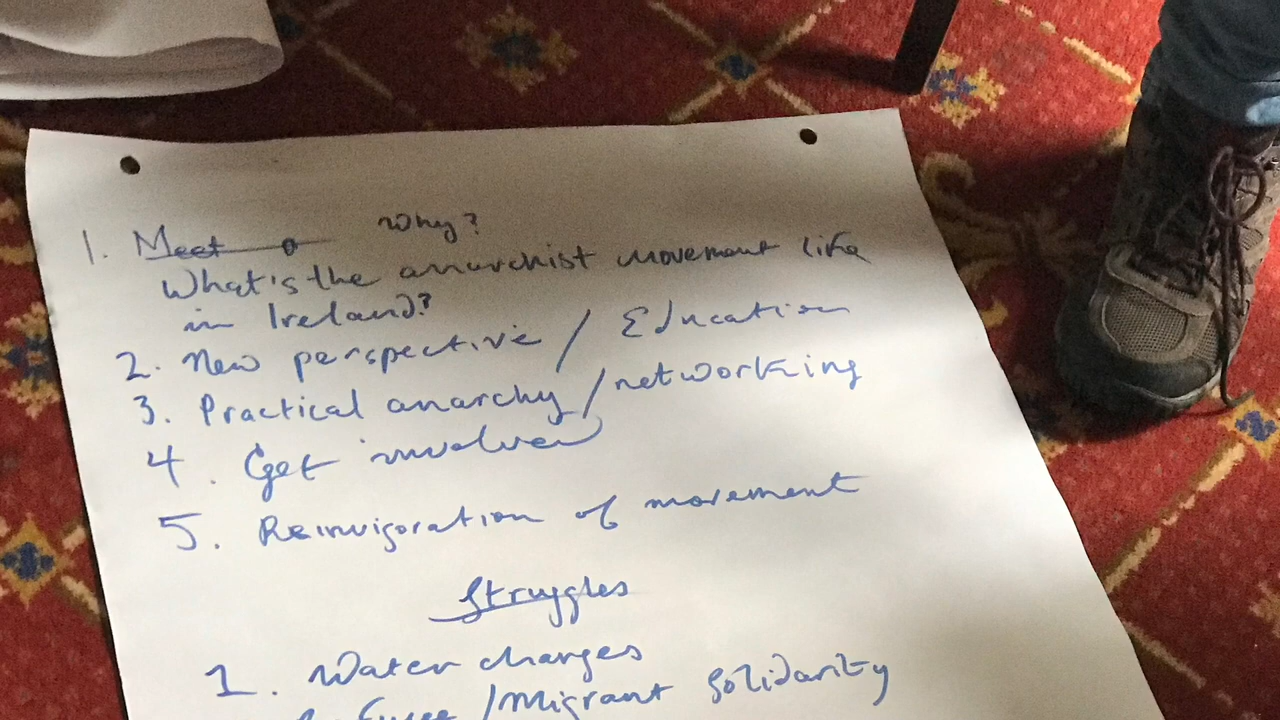 Why?
1. Meet
What's the anarchist movement like
in Ireland?
2. New perspective / Education
3. Practical anarchy / networking
4. Get involved
5. Reinvigoration of movement
Struggles
1. Water charges
Refugee / Migrant solidarity